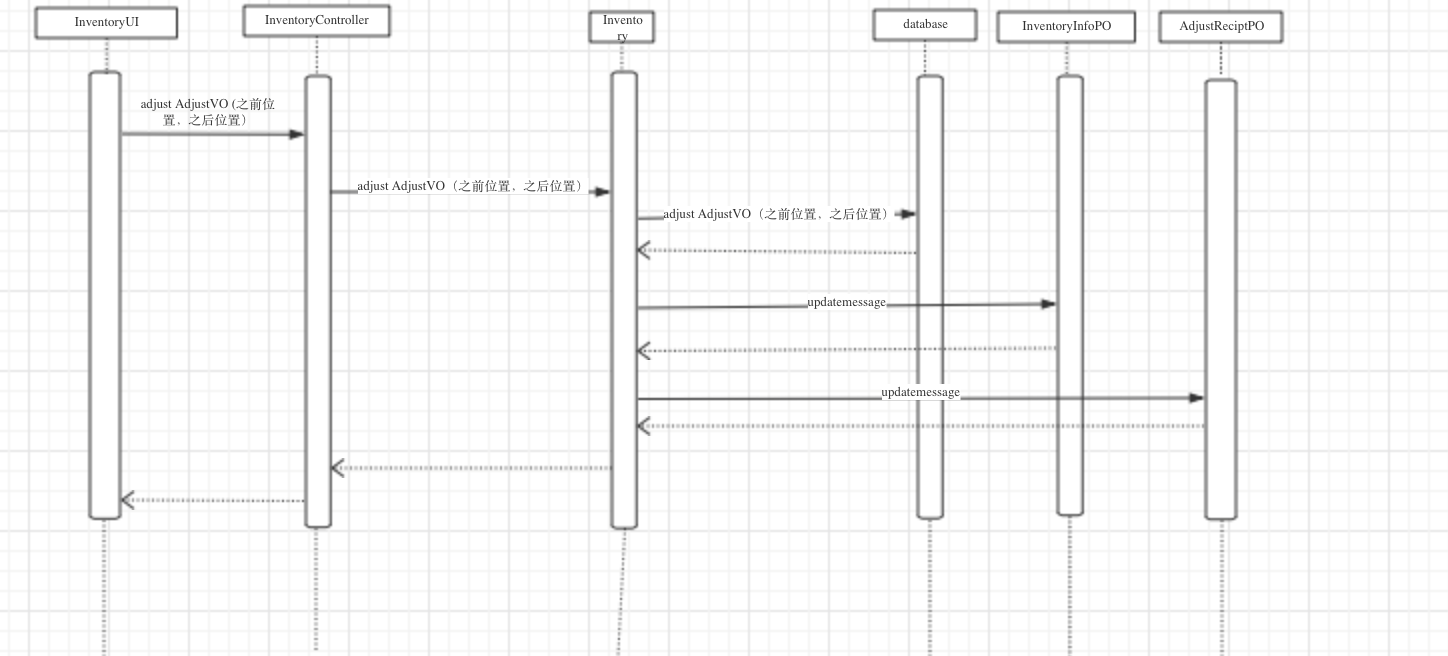 InventoryUI
InventoryController
Invento
ry
database
InventoryInfoPO
AdjustReciptPO
adjust AdjustVO (之前位
置，之后位置）
adjust AdjustVO（之前位置，之后位置）
adjust AdjustVO（之前位置，之后位置）
updatemessage
updatemessage